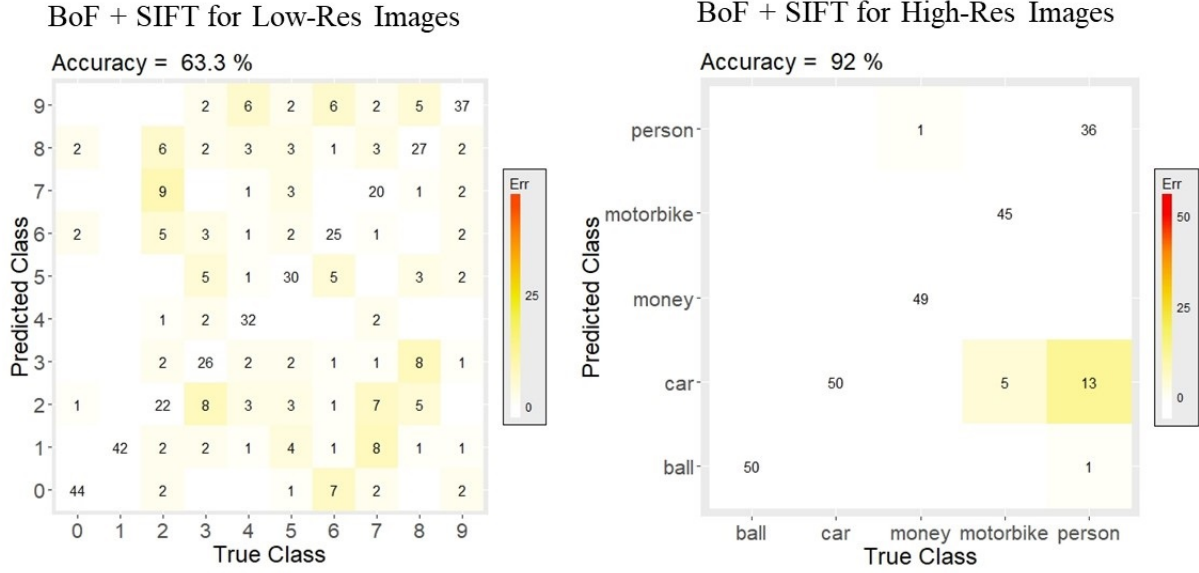 BoF + SIFT for Low-Res Images
Accuracy = 63.3 %
Predicted Class
9 2 6 2 6 2 5 37
8 2 6 2 3 3 1 3 27 2
7 9 1 3 20 1 2
6 2 5 3 1 2 25 1 2
5 5 1 30 5 3 2
4 1 2 32 2
3 2 26 2 2 1 1 8 1
2 1 22 8 3 3 1 7 5
1 42 2 2 1 4 1 8 1 1
0 44 2 1 7 2 2
0 1 2 3 4 5 6 7 8 9
True Class
Err
25
0
BoF + SIFT for High-Res Images
Accuracy = 92 %
Predicted Class
person 1 36
motorbike 45
money 49
car 50 5 13
ball 50 1
ball car money motorbike person
True Class
Err
50
25
0